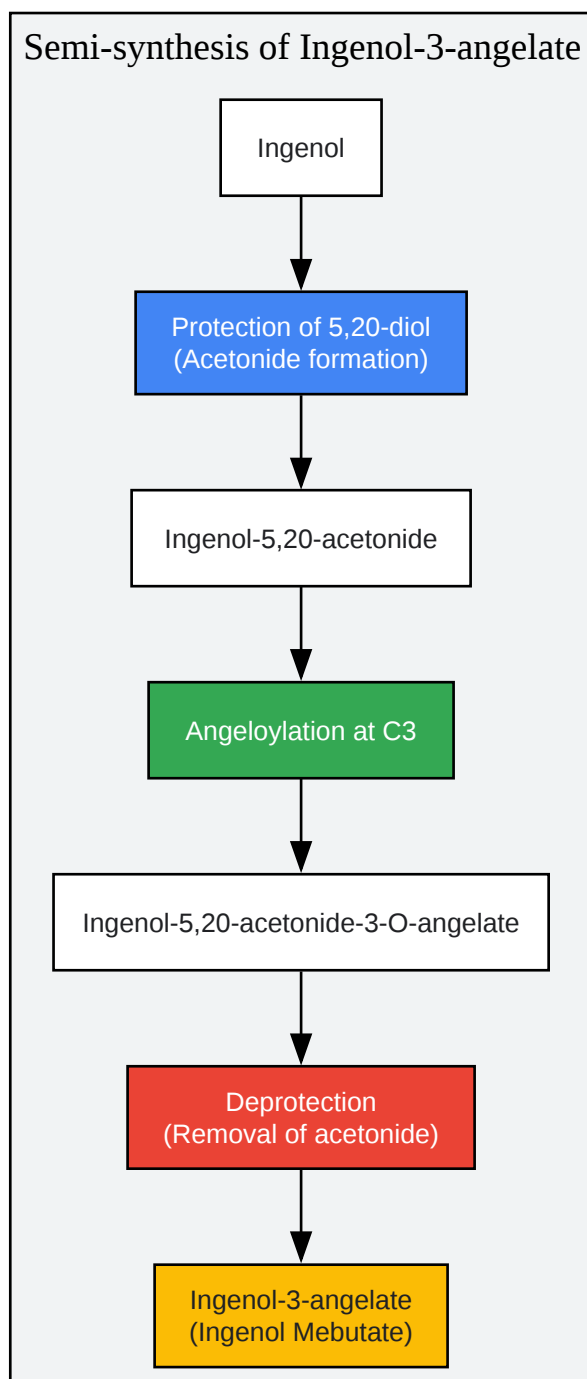 Semi-synthesis of Ingenol-3-angelate
Ingenol
Protection of 5,20-diol
(Acetonide formation)
Ingenol-5,20-acetonide
Angeloylation at C3
Ingenol-5,20-acetonide-3-O-angelate
Deprotection
(Removal of acetonide)
Ingenol-3-angelate
(Ingenol Mebutate)